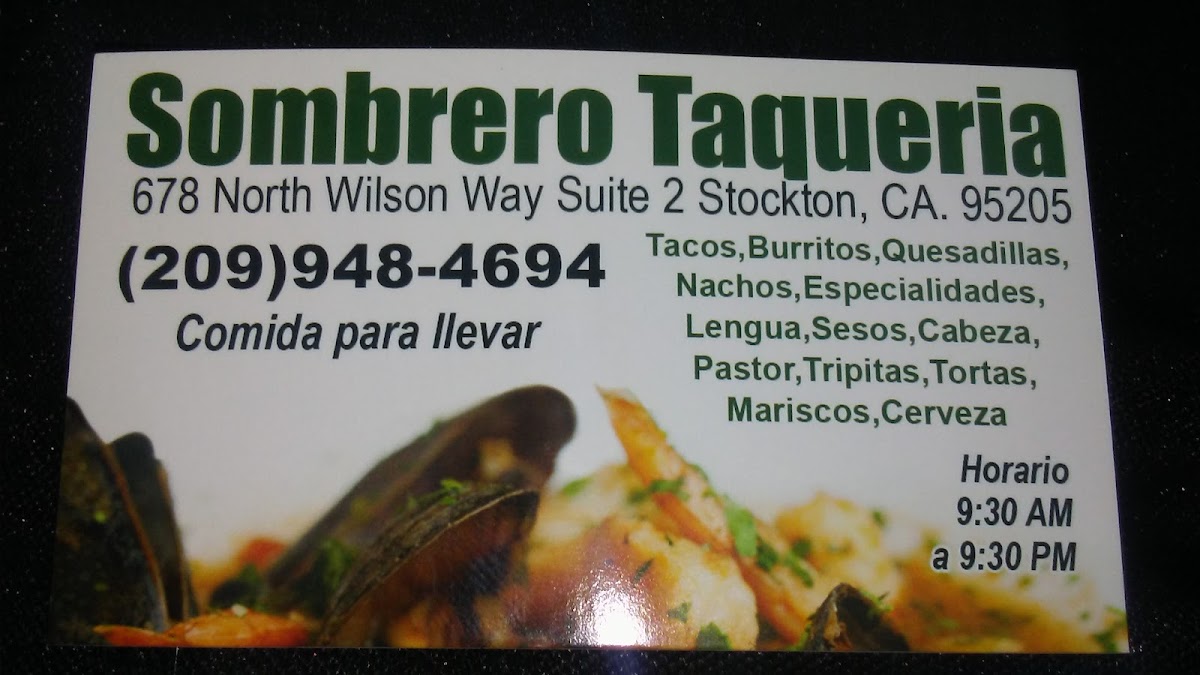 Sombrero Taqueria
678 North Wilson Way Suite 2 Stockton, CA. 95205
(209)948-4694
Comida para llevar
Tacos,Burritos,Quesadillas,
Nachos,Especialidades,
Lengua,Sesos,Cabeza,
Pastor,Tripitas,Tortas,
Mariscos,Cerveza
Horario
9:30 AM
a 9:30 PM